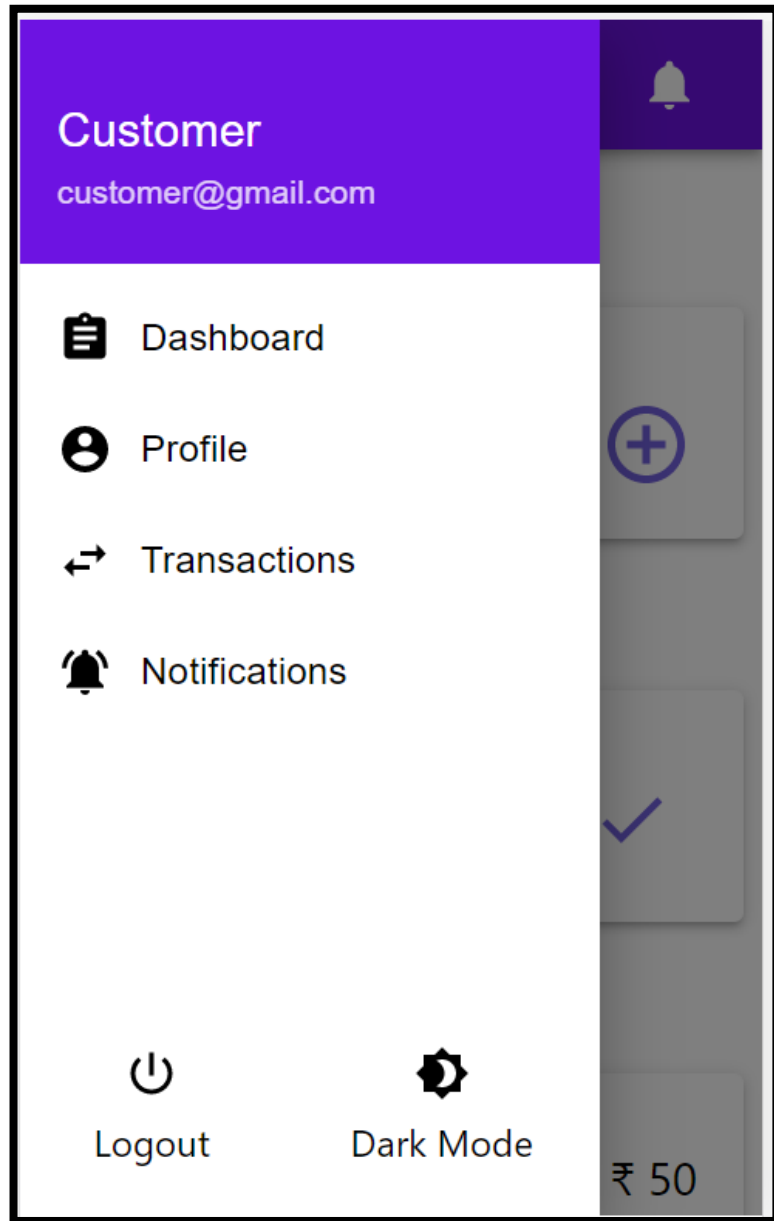 Customer
customer@gmail.com
Dashboard
Profile
Transactions
Notifications
Logout
Dark Mode
₹ 50